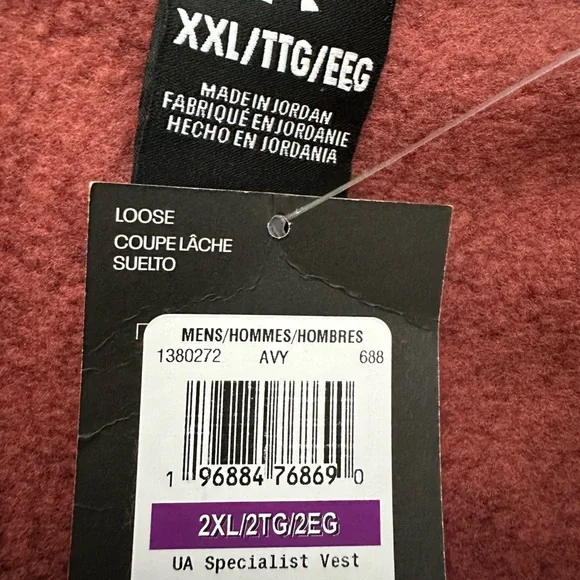 XXL/TTG/EEG
MADE IN JORDAN
FABRIQUÉ EN JORDANIE
HECHO EN JORDANIA
LOOSE
COUPE LÂCHE
SUELTO
MENS/HOMMES/HOMBRES
1380272 AVY 688
1 96884 76869 0
2XL/2TG/2EG
UA Specialist Vest